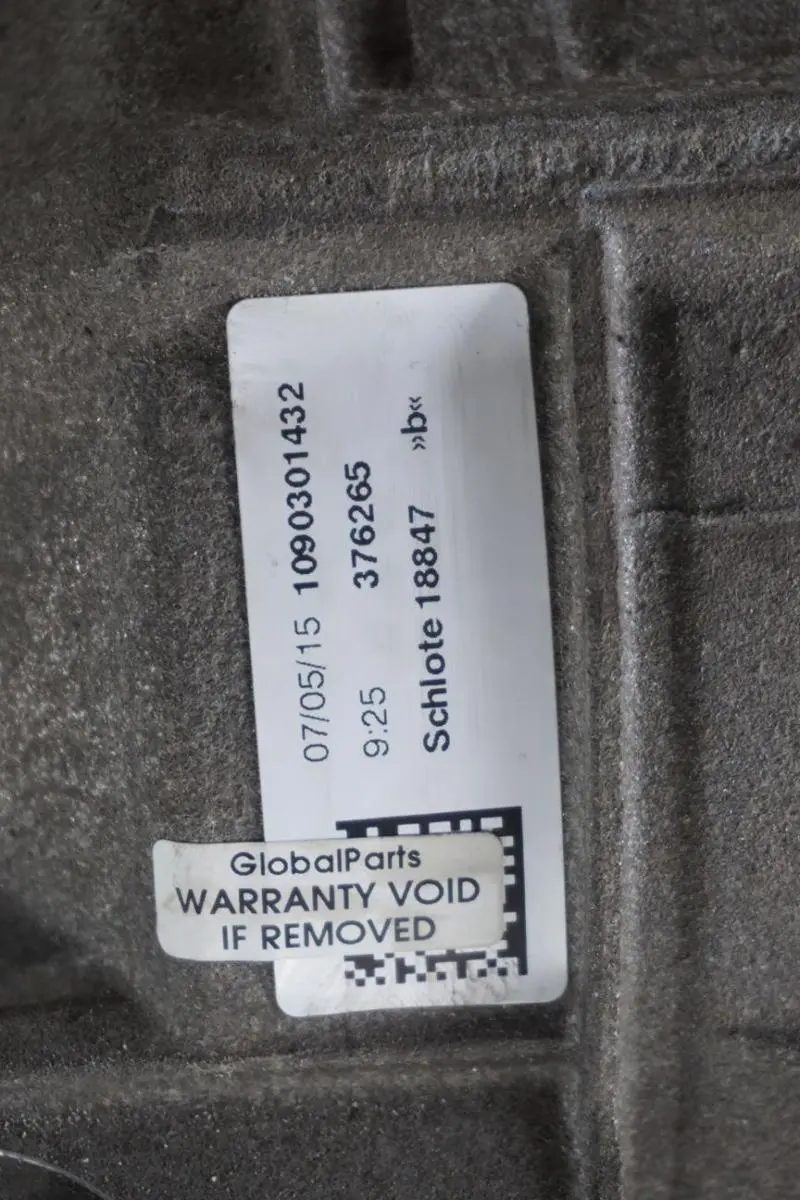 07/05/15 1090301432
9:25 376265
Schlote 18847 »b«
GlobalParts
WARRANTY VOID
IF REMOVED